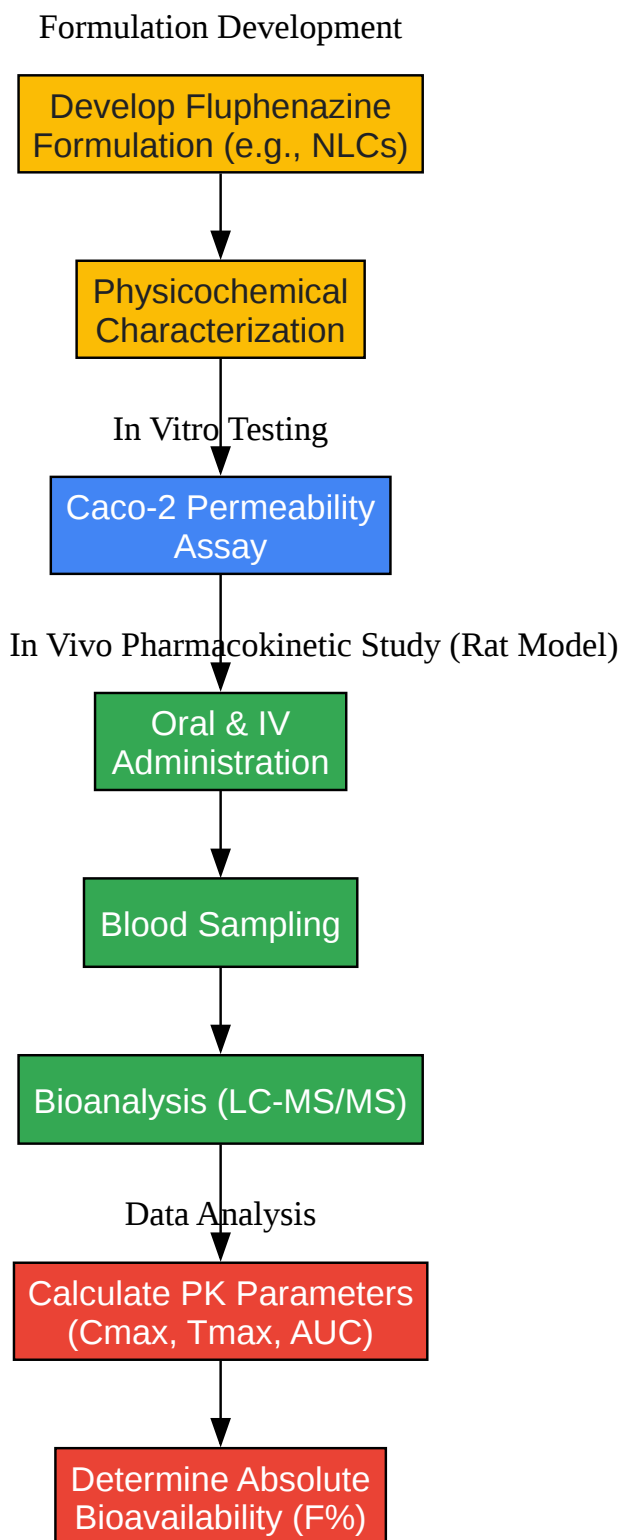 Formulation Development
Develop Fluphenazine
Formulation (e.g., NLCs)
Physicochemical
Characterization
In Vitro Testing
Caco-2 Permeability
Assay
In Vivo Pharmacokinetic Study (Rat Model)
Oral & IV
Administration
Blood Sampling
Bioanalysis (LC-MS/MS)
Data Analysis
Calculate PK Parameters
(Cmax, Tmax, AUC)
Determine Absolute
Bioavailability (F%)